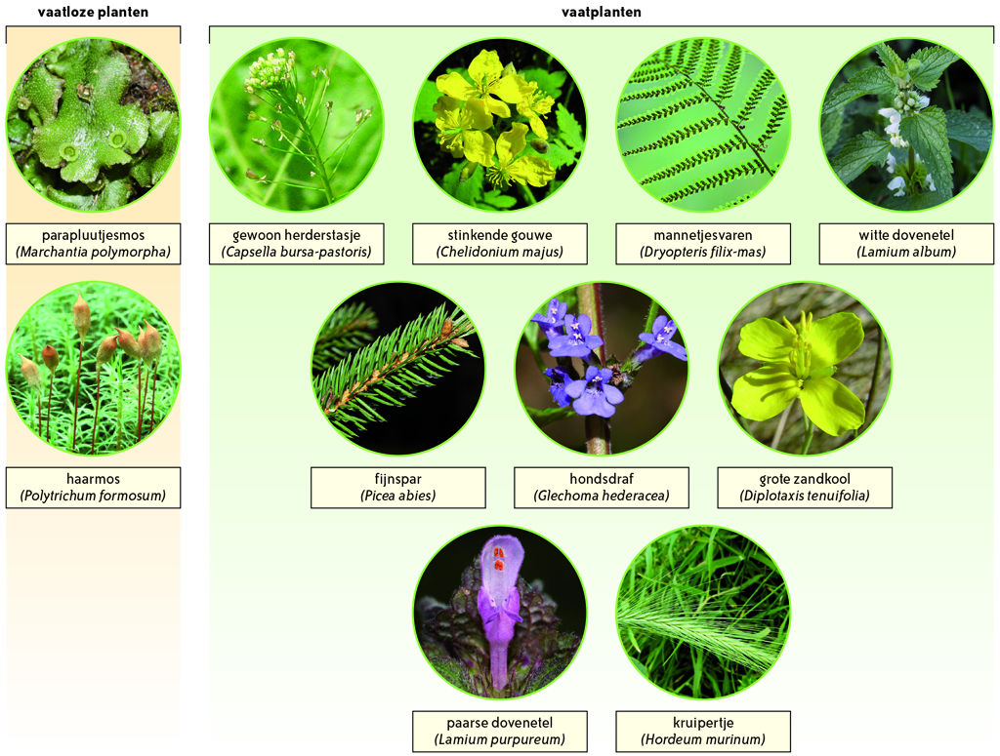 vaatloze planten
vaatplanten
parapluutjesmos
(Marchantia polymorpha)
gewoon herderstasje
(Capsella bursa-pastoris)
stinkende gouwe
(Chelidonium majus)
mannetjesvaren
(Dryopteris filix-mas)
witte dovenetel
(Lamium album)
haarmos
(Polytrichum formosum)
fijnspar
(Picea abies)
hondsdraf
(Glechoma hederacea)
grote zandkool
(Diplotaxis tenuifolia)
paarse dovenetel
(Lamium purpureum)
kruipertje
(Hordeum murinum)